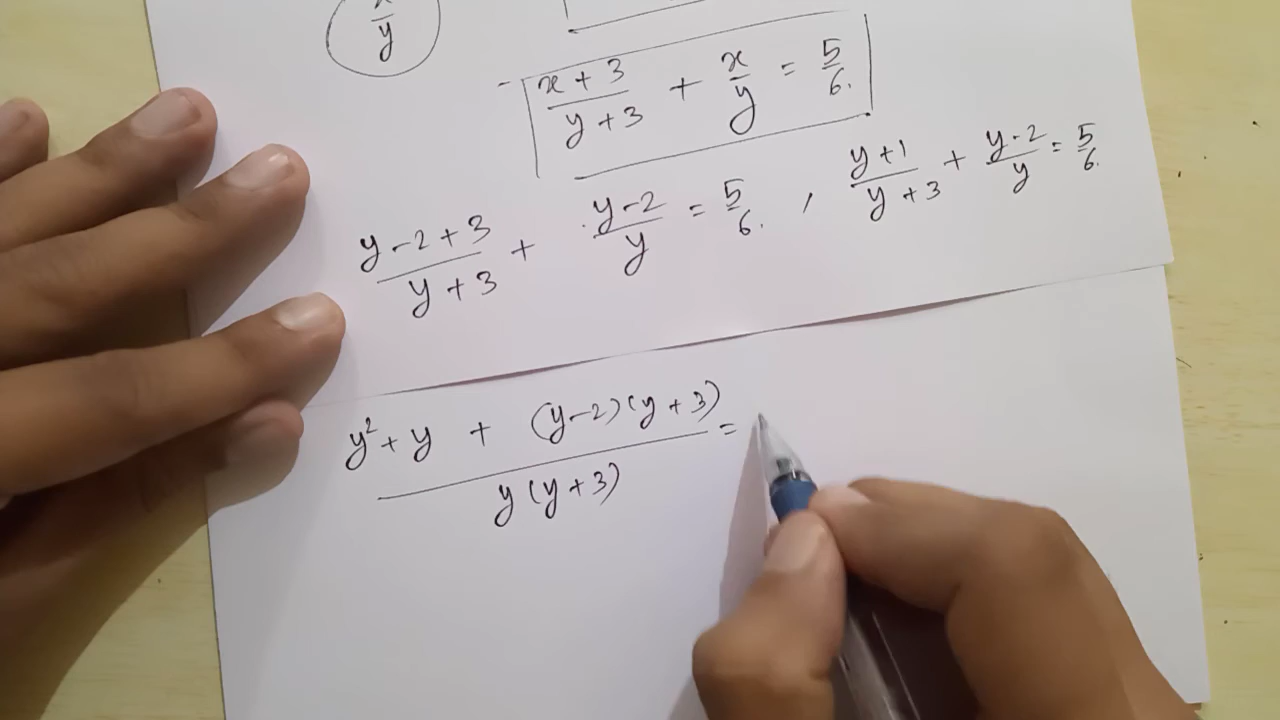 x/y
(x + 3)/(y + 3) + x/y = 5/6.
(y - 2 + 3)/(y + 3) + (y - 2)/y = 5/6. , (y + 1)/(y + 3) + (y - 2)/y = 5/6.
(y² + y + (y - 2)(y + 3))/(y(y + 3)) =